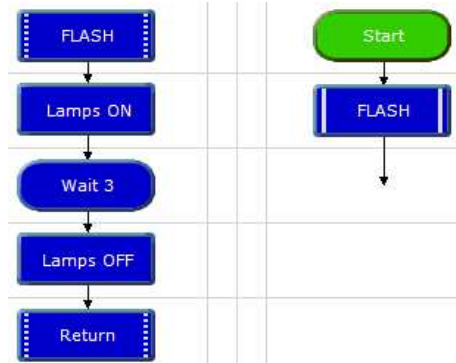 FLASH
Lamps ON
Wait 3
Lamps OFF
Return
Start
FLASH